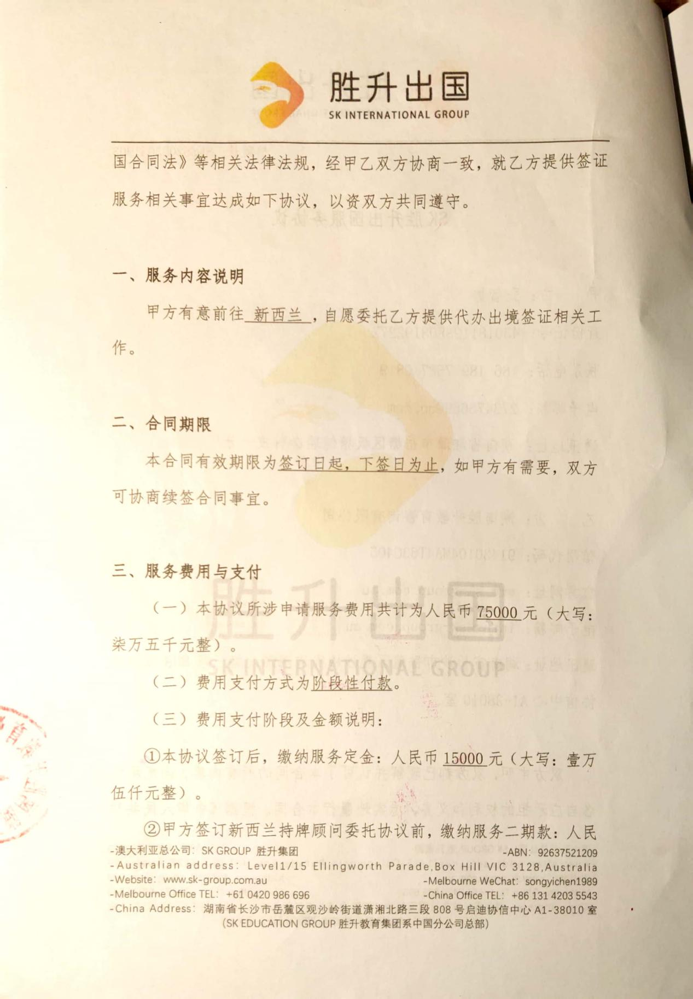 胜升出国
SK INTERNATIONAL GROUP
国合同法》等相关法律法规，经甲乙双方协商一致，就乙方提供签证
服务相关事宜达成如下协议，以资双方共同遵守。
一、服务内容说明
甲方有意前往 新西兰 ，自愿委托乙方提供代办出境签证相关工
作。
二、合同期限
本合同有效期限为签订日起，下签日为止，如甲方有需要，双方
可协商续签合同事宜。
三、服务费用与支付
（一）本协议所涉申请服务费用共计为人民币 75000 元（大写：
柒万五千元整）。
（二）费用支付方式为阶段性付款。
（三）费用支付阶段及金额说明：
①本协议签订后，缴纳服务定金：人民币 15000 元（大写：壹万
伍仟元整）。
②甲方签订新西兰持牌顾问委托协议前，缴纳服务二期款：人民
胜升出国
SK INTERNATIONAL GROUP
-澳大利亚总公司：SK GROUP 胜升集团 -ABN：92637521209
-Australian address：Level1/15 Ellingworth Parade,Box Hill VIC 3128,Australia
-Website：www.sk-group.com.au -Melbourne WeChat：songyichen1989
-Melbourne Office TEL：+61 0420 986 696 -China Office TEL：+86 131 4203 5543
-China Address：湖南省长沙市岳麓区观沙岭街道潇湘北路三段 808 号启迪协信中心 A1-38010 室
(SK EDUCATION GROUP 胜升教育集团系中国分公司总部)